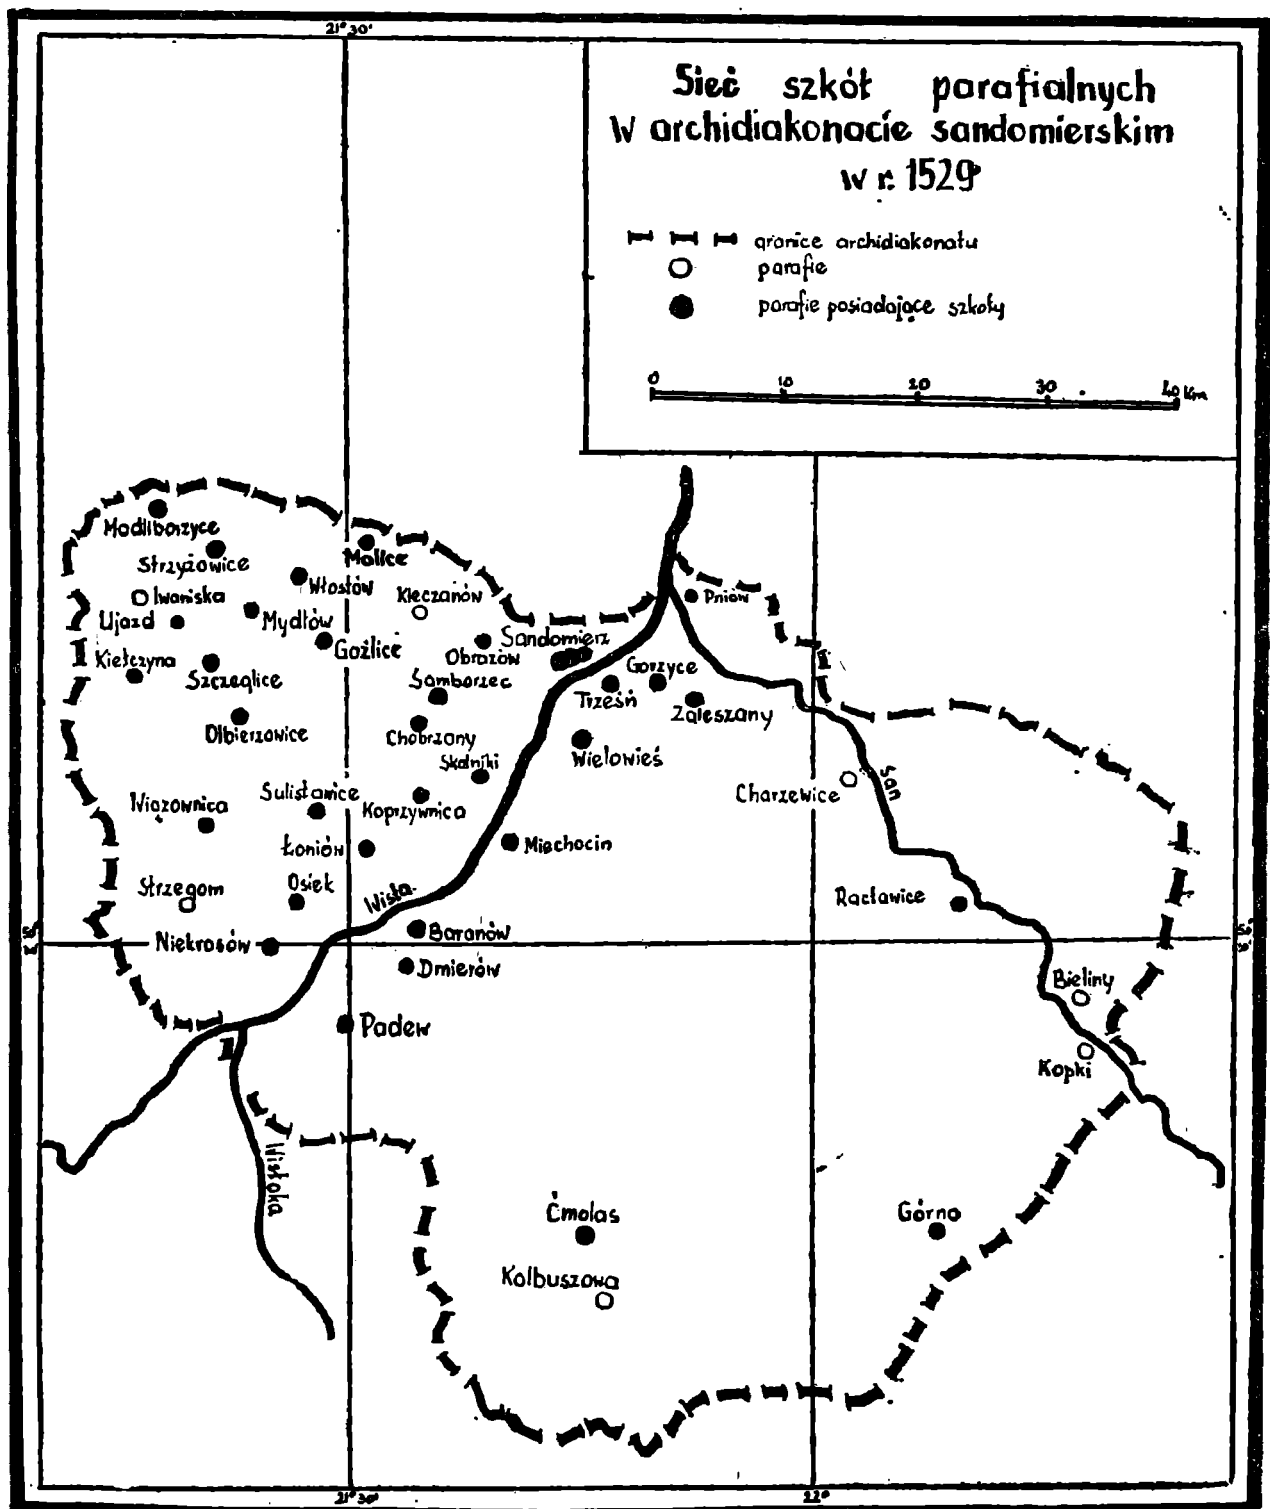 21°30'
Sieć szkół parafialnych
W archidiakonacie sandomierskim
w r. 1529
granice archidiakonatu
parafie
parafie posiadające szkoły
0 10 20 30 40 Km
Modliborzyce
Strzyżowice
Malice
Włostów
Kleczanów
Iwaniska
Pniów
Ujazd
Mydłów
Goźlice
Obrazów
Sandomierz
Kiełczyna
Szczeglice
Samborzec
Gorzyce
Trześń
Zaleszany
Olbierzowice
Chobrzany
Wielowieś
Skotniki
San
Charzewice
Wiązownica
Sulisławice
Koprzywnica
Łoniów
Miechocin
Strzegom
Osiek
Wisła
Racławice
Niekrasów
Baranów
Dmierów
Bieliny
Padew
Kopki
Wisłoka
Ćmolas
Górno
Kolbuszowa
21°30'
22°